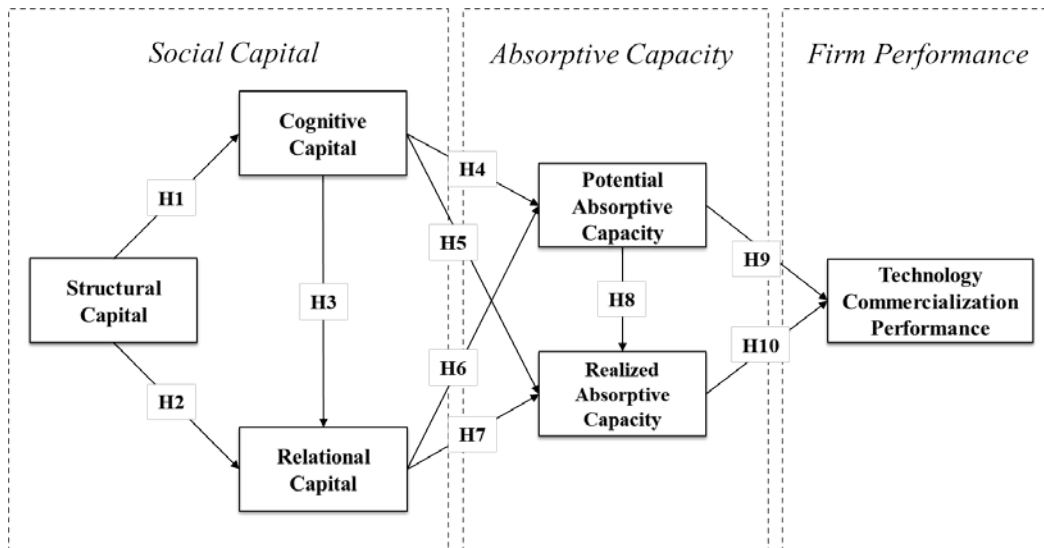 Social Capital
Absorptive Capacity
Firm Performance
Cognitive
Capital
H1
H4
Potential
Absorptive
Capacity
H5
H9
Structural
Capital
H3
H8
Technology
Commercialization
Performance
H6
H10
Realized
Absorptive
Capacity
H2
H7
Relational
Capital